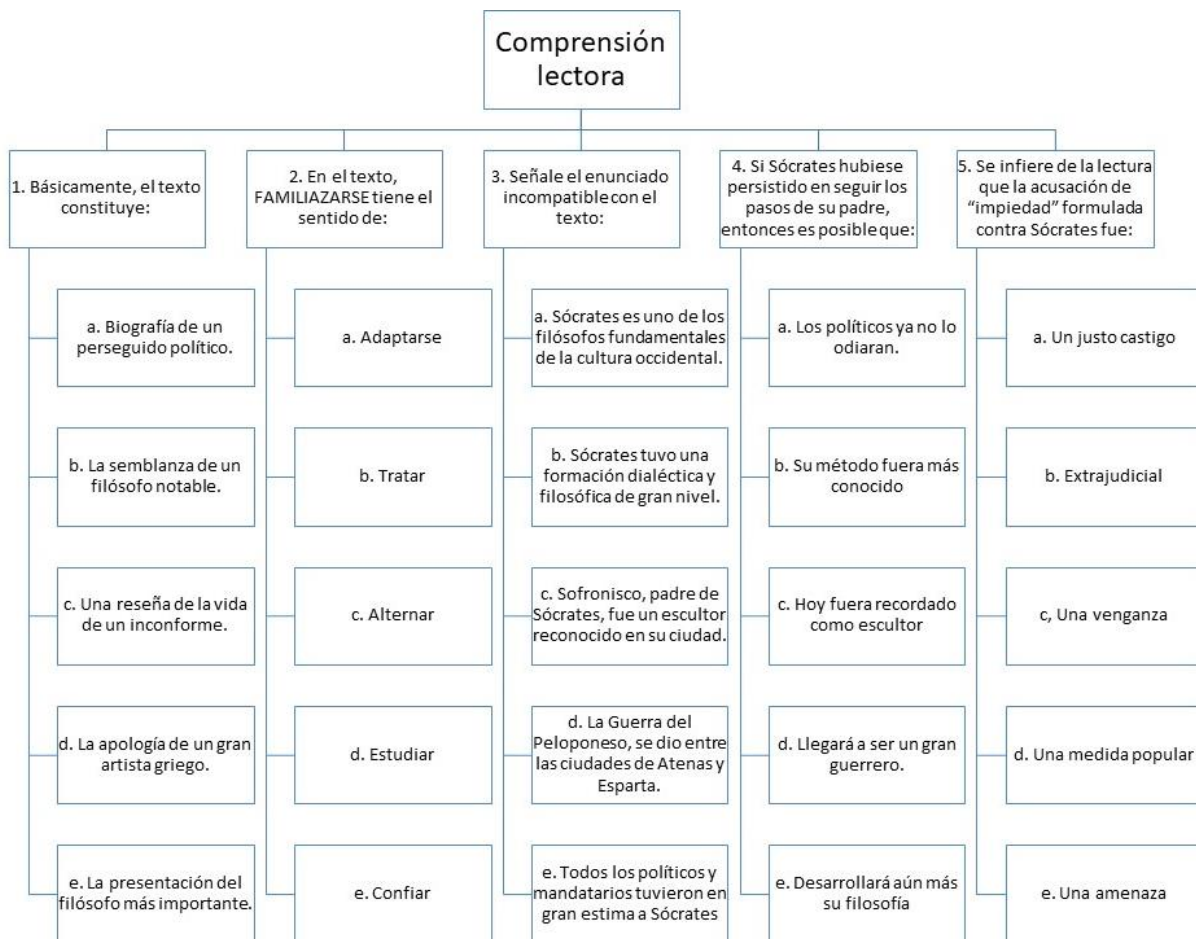 Comprensión
lectora
1. Básicamente, el texto
constituye:
a. Biografía de un
perseguido político.
b. La semblanza de un
filósofo notable.
c. Una reseña de la vida
de un inconforme.
d. La apología de un gran
artista griego.
e. La presentación del
filósofo más importante.
2. En el texto,
FAMILIAZARSE tiene el
sentido de:
a. Adaptarse
b. Tratar
c. Alternar
d. Estudiar
e. Confiar
3. Señale el enunciado
incompatible con el
texto:
a. Sócrates es uno de los
filósofos fundamentales
de la cultura occidental.
b. Sócrates tuvo una
formación dialéctica y
filosófica de gran nivel.
c. Sofronisco, padre de
Sócrates, fue un escultor
reconocido en su ciudad.
d. La Guerra del
Peloponeso, se dio entre
las ciudades de Atenas y
Esparta.
e. Todos los políticos y
mandatarios tuvieron en
gran estima a Sócrates
4. Si Sócrates hubiese
persistido en seguir los
pasos de su padre,
entonces es posible que:
a. Los políticos ya no lo
odiaran.
b. Su método fuera más
conocido
c. Hoy fuera recordado
como escultor
d. Llegará a ser un gran
guerrero.
e. Desarrollará aún más
su filosofía
5. Se infiere de la lectura
que la acusación de
“impiedad” formulada
contra Sócrates fue:
a. Un justo castigo
b. Extrajudicial
c, Una venganza
d. Una medida popular
e. Una amenaza